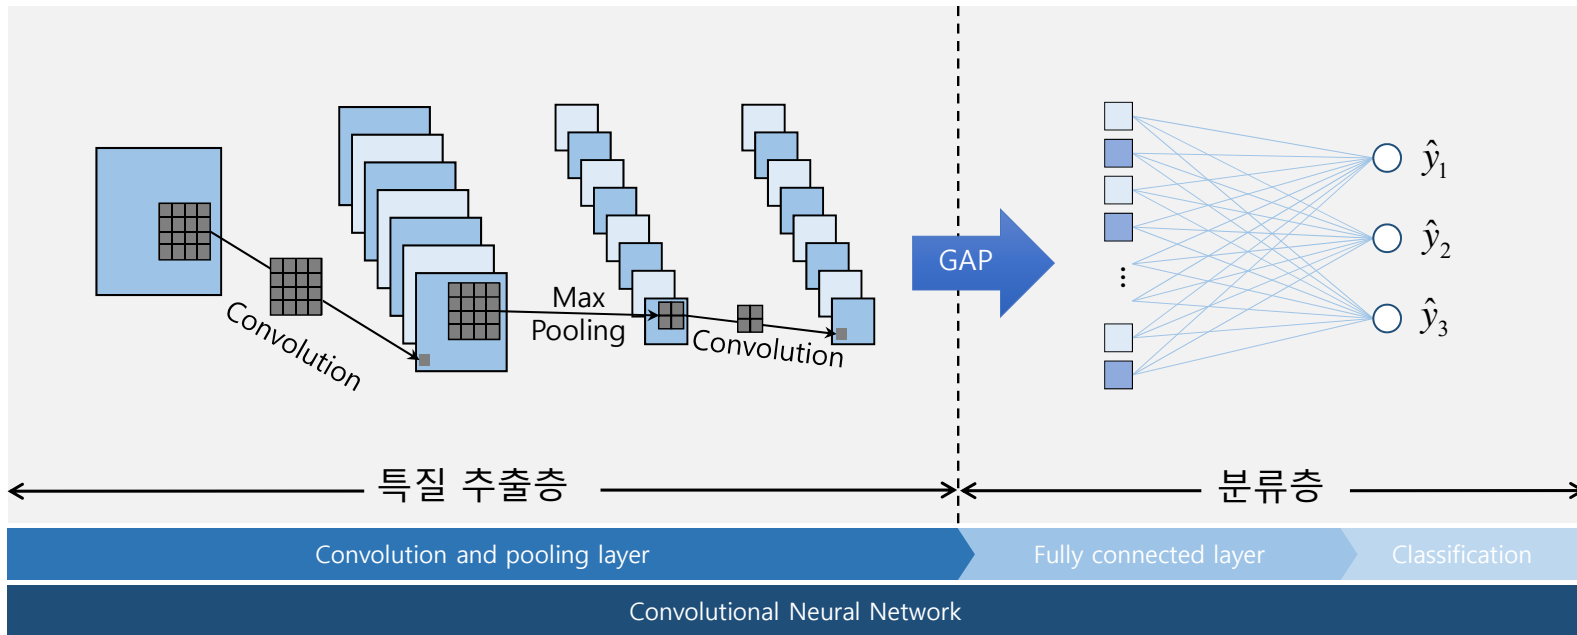 Convolution
Max
Pooling
Convolution
GAP
⋮
ŷ₁
ŷ₂
ŷ₃
특질 추출층
분류층
Convolution and pooling layer
Fully connected layer
Classification
Convolutional Neural Network